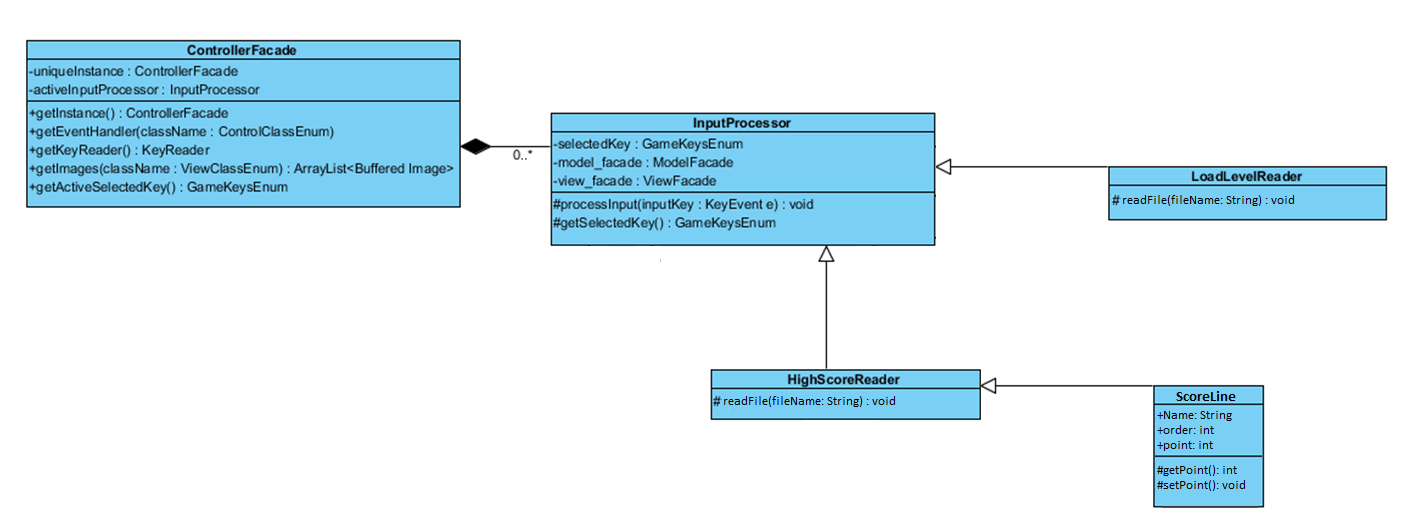 ControllerFacade
-uniqueInstance : ControllerFacade
-activeInputProcessor : InputProcessor
+getInstance() : ControllerFacade
+getEventHandler(className : ControlClassEnum)
+getKeyReader() : KeyReader
+getImages(className : ViewClassEnum) : ArrayList<Buffered Image>
+getActiveSelectedKey() : GameKeysEnum
0..*
InputProcessor
-selectedKey : GameKeysEnum
-model_facade : ModelFacade
-view_facade : ViewFacade
#processInput(inputKey : KeyEvent e) : void
#getSelectedKey() : GameKeysEnum
LoadLevelReader
# readFile(fileName: String) : void
HighScoreReader
# readFile(fileName: String) : void
ScoreLine
+Name: String
+order: int
+point: int
#getPoint(): int
#setPoint(): void